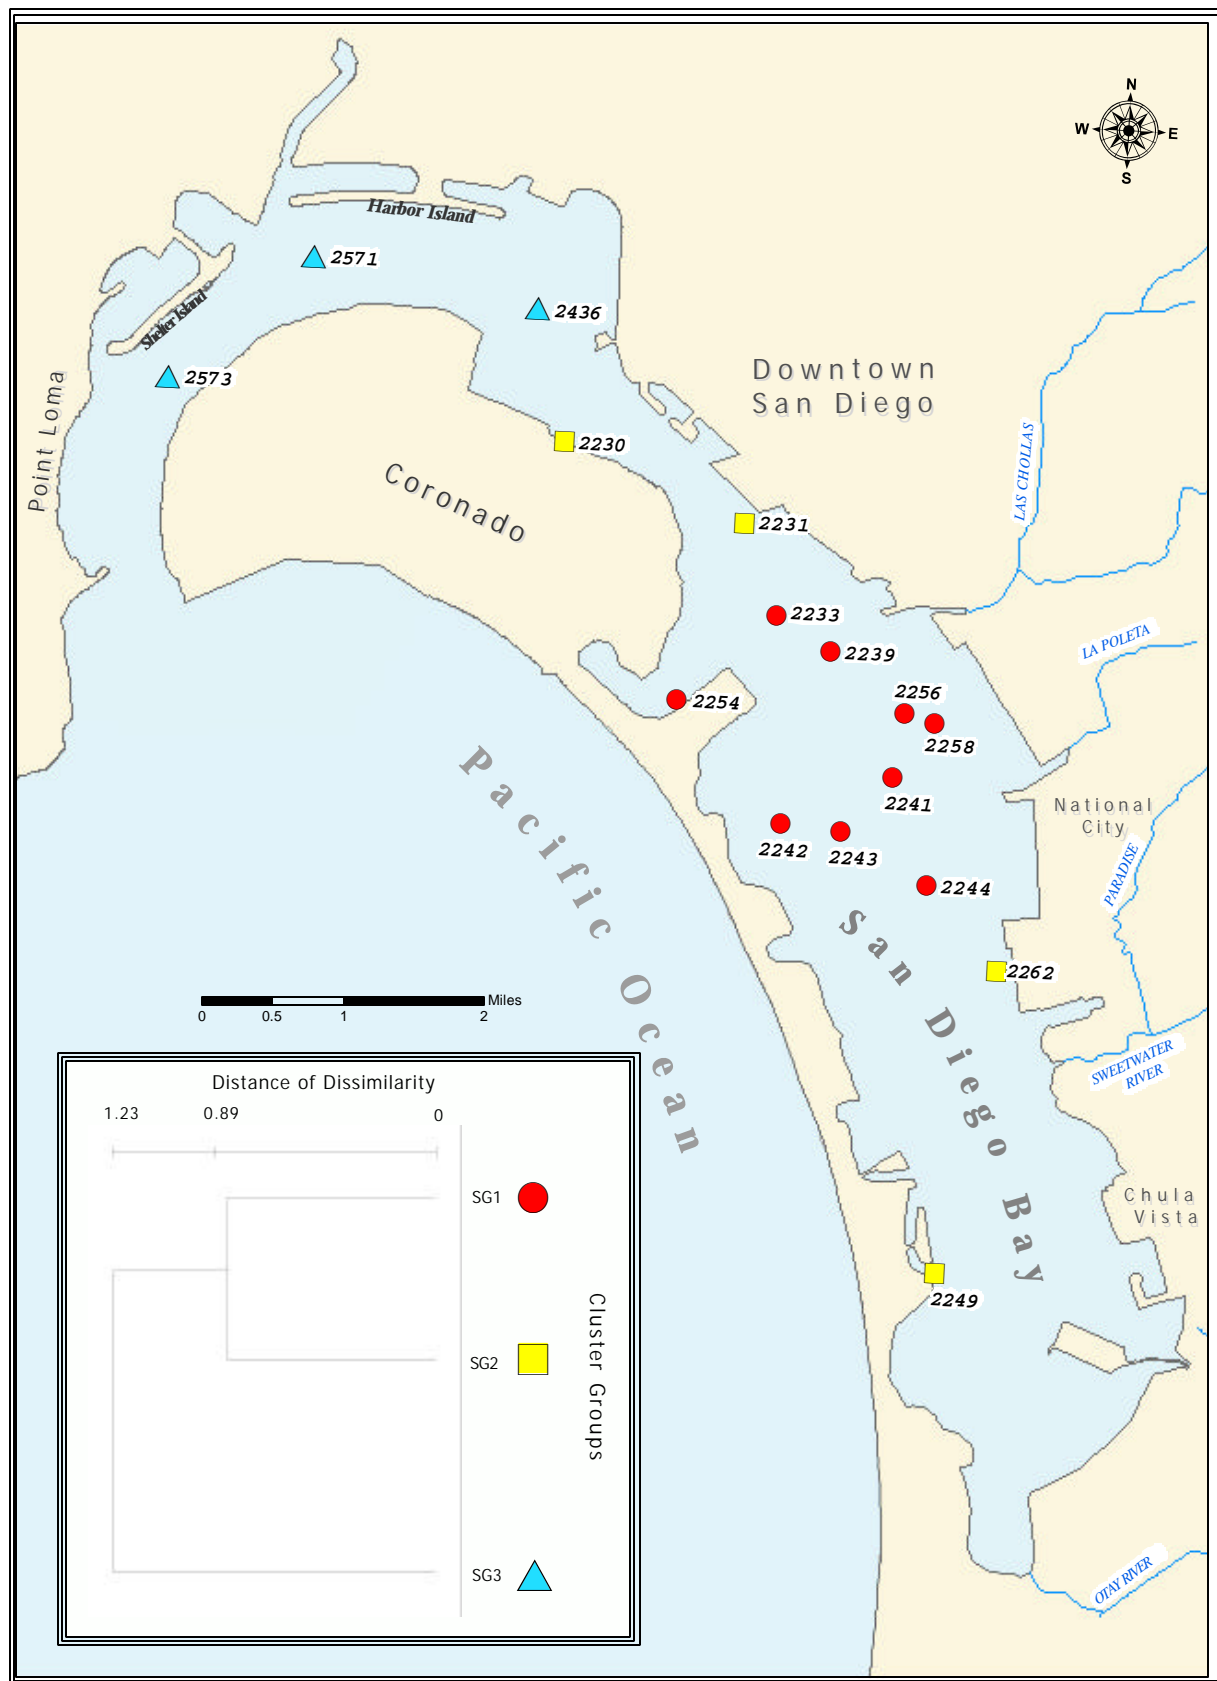 N
W
E
S
Harbor Island
2571
2436
Shelter Island
2573
Point Loma
Downtown
San Diego
2230
Coronado
LAS CHOLLAS
2231
2233
2239
LA POLETA
2254
2256
2258
2241
National
City
2242
2243
PARADISE
2244
Pacific Ocean
San Diego Bay
2262
Miles
0
0.5
1
2
SWEETWATER
RIVER
Distance of Dissimilarity
1.23
0.89
0
SG1
SG2
SG3
Cluster Groups
Chula
Vista
2249
OTAY RIVER